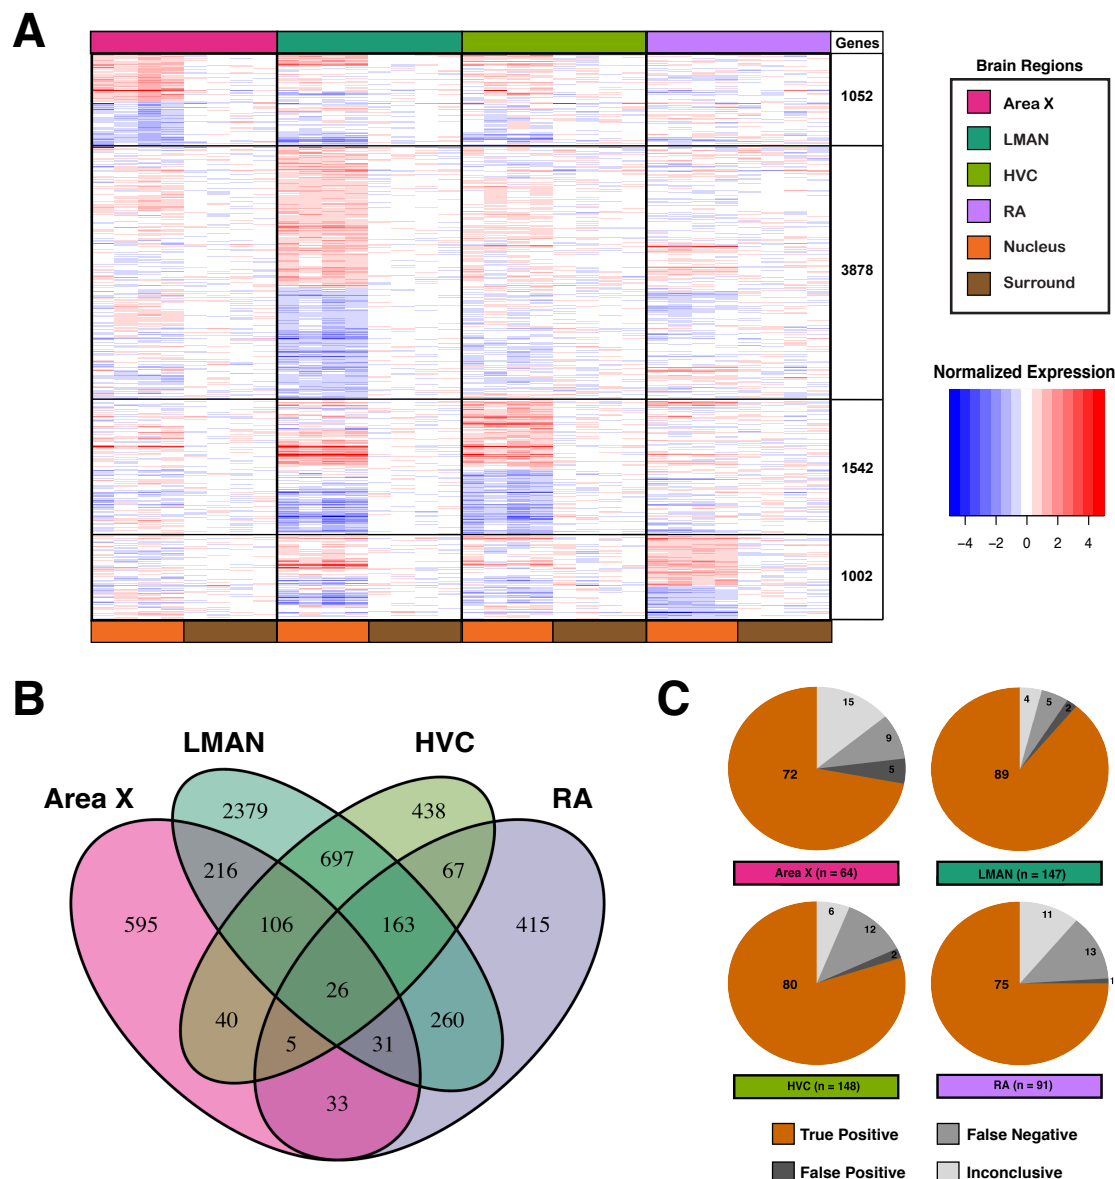 A
Genes
1052
3878
1542
1002
Brain Regions
Area X
LMAN
HVC
RA
Nucleus
Surround
Normalized Expression
−4 −2 0 2 4
B
LMAN HVC
Area X RA
2379 438
697
216 67
595 106 163 415
26
40 260
5 31
33
C
15
9
5
72
Area X (n = 64)
4
5
2
89
LMAN (n = 147)
6
12
2
80
HVC (n = 148)
11
13
1
75
RA (n = 91)
True Positive
False Negative
False Positive
Inconclusive